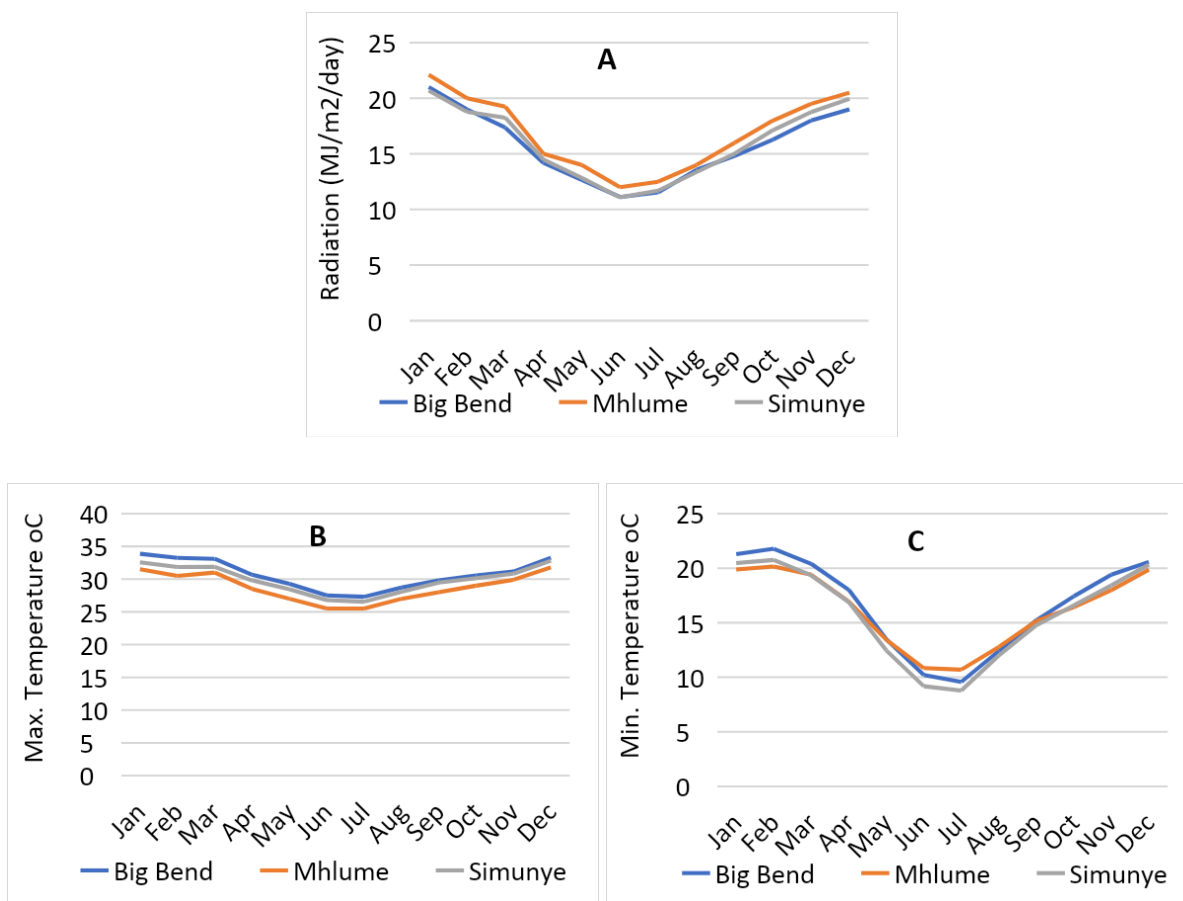 A
Radiation (MJ/m2/day)
25
20
15
10
5
0
Jan Feb Mar Apr May Jun Jul Aug Sep Oct Nov Dec
Big Bend Mhlume Simunye
B
Max. Temperature oC
40
35
30
25
20
15
10
5
0
Jan Feb Mar Apr May Jun Jul Aug Sep Oct Nov Dec
Big Bend Mhlume Simunye
C
Min. Temperature oC
25
20
15
10
5
0
Jan Feb Mar Apr May Jun Jul Aug Sep Oct Nov Dec
Big Bend Mhlume Simunye